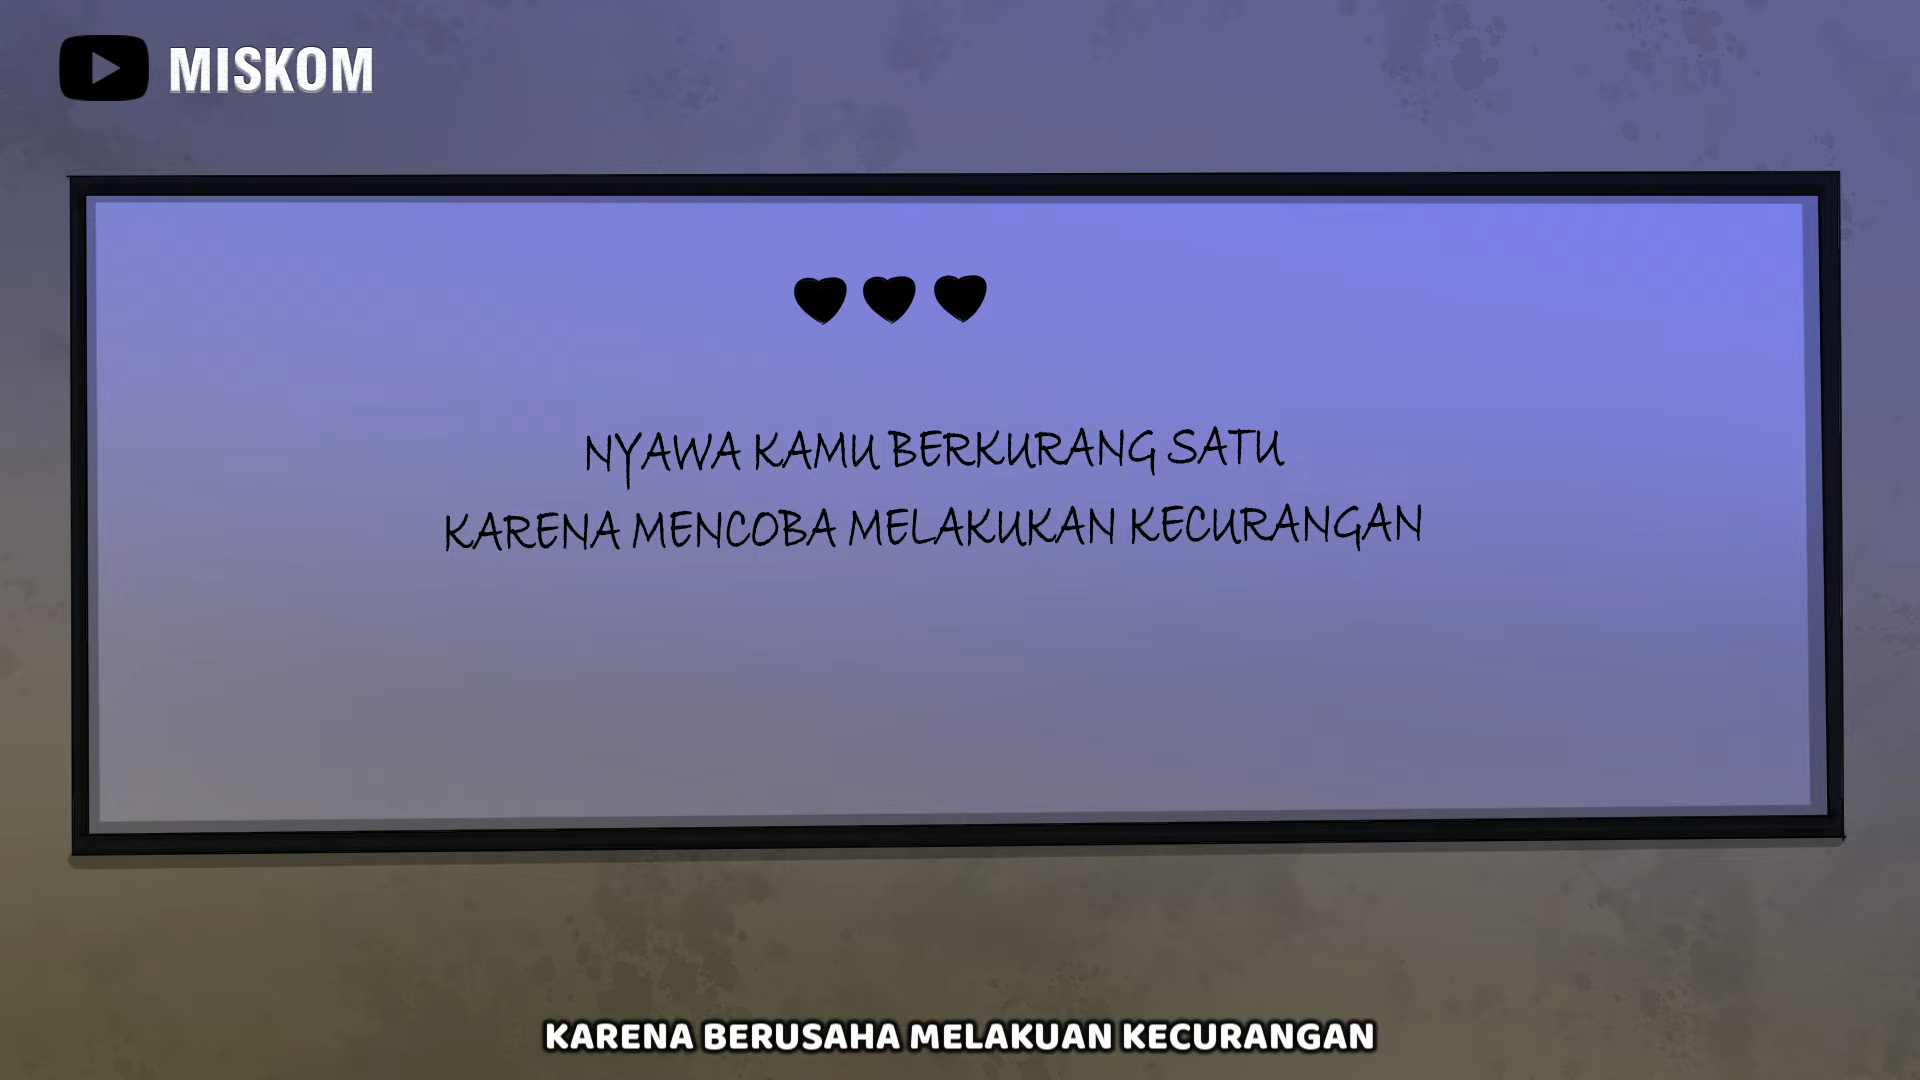 MISKOM
NYAWA KAMU BERKURANG SATU
KARENA MENCOBA MELAKUKAN KECURANGAN
KARENA BERUSAHA MELAKUAN KECURANGAN